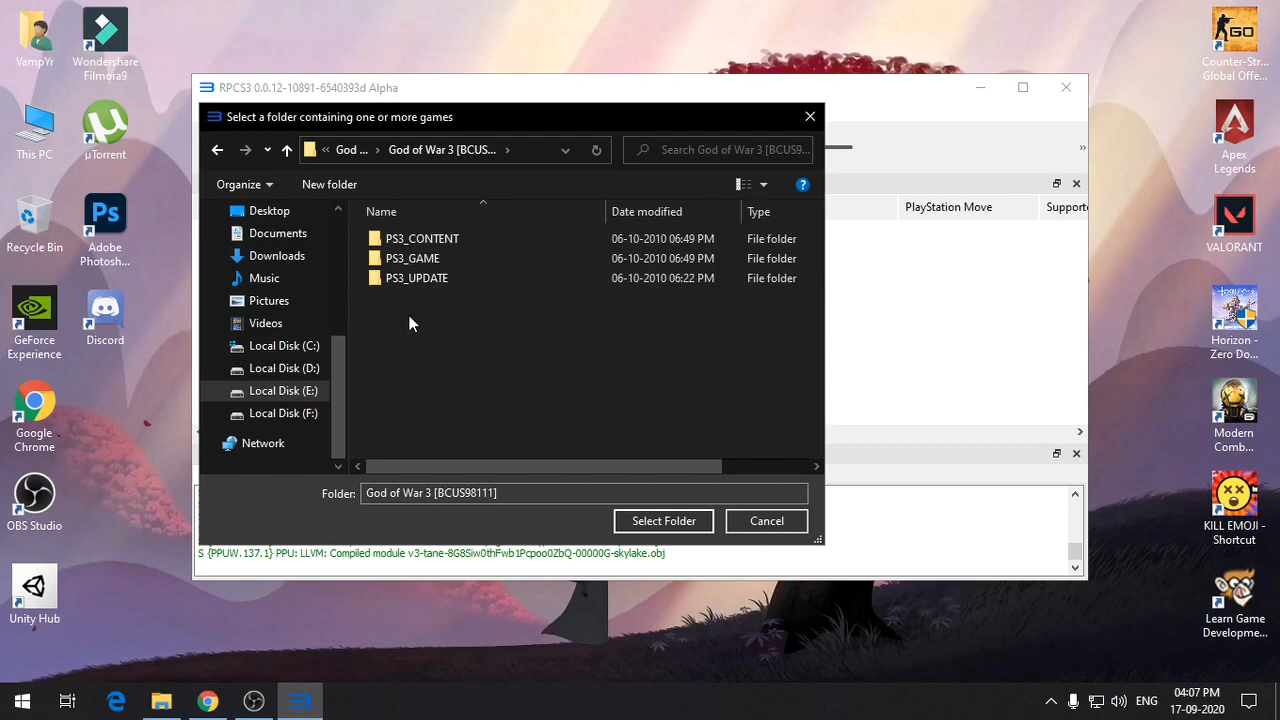 VampYr
Wondershare
Filmora9
This PC
µTorrent
Recycle Bin
Adobe
Photosh...
GeForce
Experience
Discord
Google
Chrome
OBS Studio
Unity Hub
RPCS3 0.0.12-10891-6540393d Alpha
Select a folder containing one or more games
God ...
God of War 3 [BCUS...
Search God of War 3 [BCUS9...
Organize
New folder
Desktop
Documents
Downloads
Music
Pictures
Videos
Local Disk (C:)
Local Disk (D:)
Local Disk (E:)
Local Disk (F:)
Network
Name Date modified Type
PS3_CONTENT 06-10-2010 06:49 PM File folder
PS3_GAME 06-10-2010 06:49 PM File folder
PS3_UPDATE 06-10-2010 06:22 PM File folder
Folder: God of War 3 [BCUS98111]
Select Folder Cancel
PlayStation Move Supporte
S {PPUW.137.1} PPU: LLVM: Compiled module v3-tane-8G8Siw0thFwb1Pcpoo0ZbQ-00000G-skylake.obj
GO
Counter-Str...
Global Offe...
Apex
Legends
VALORANT
Horizon -
Zero Do...
Modern
Comb...
KILL EMOJI -
Shortcut
Learn Game
Developme...
ENG
04:07 PM
17-09-2020